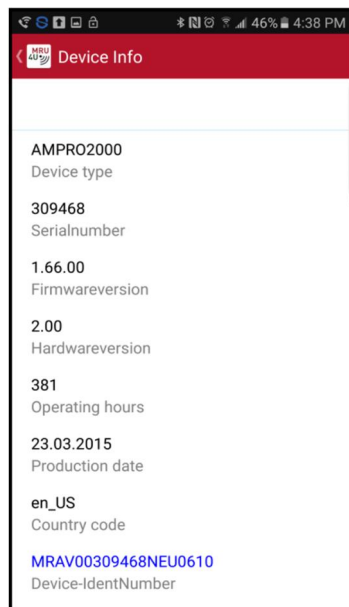 46% 4:38 PM
MRU 4U Device Info
AMPRO2000
Device type
309468
Serialnumber
1.66.00
Firmwareversion
2.00
Hardwareversion
381
Operating hours
23.03.2015
Production date
en_US
Country code
MRAV00309468NEU0610
Device-IdentNumber